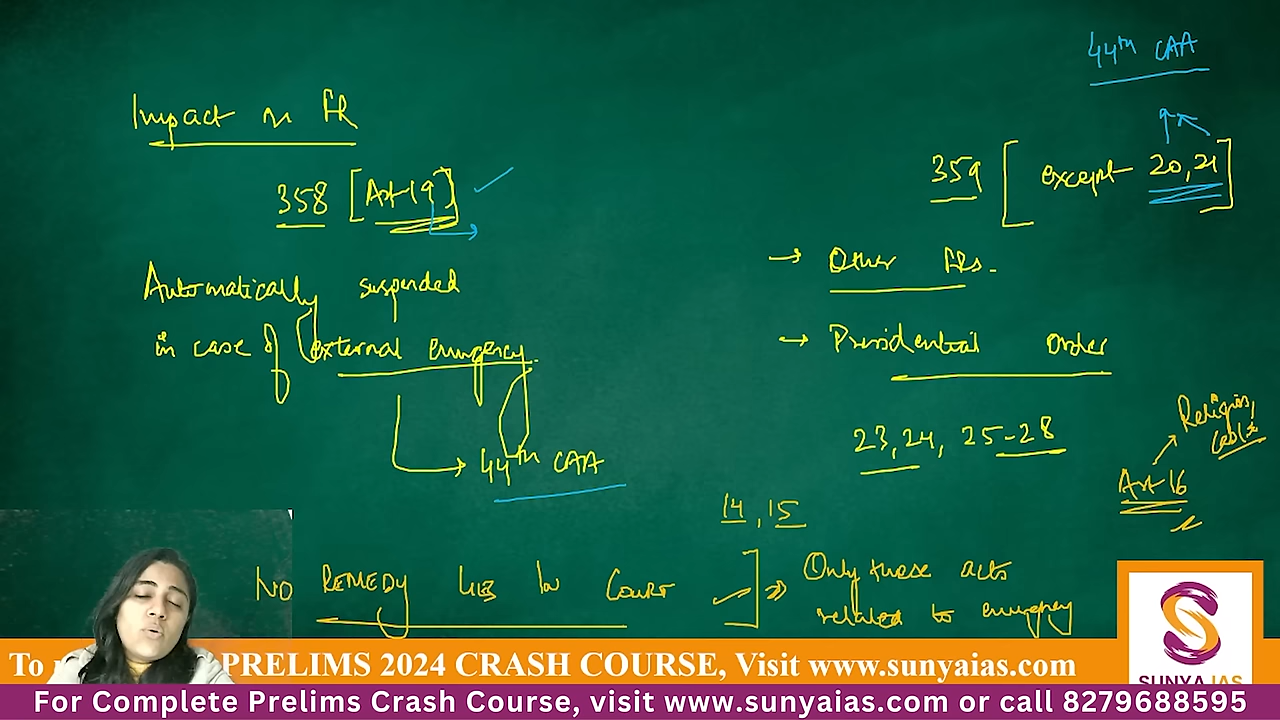 44th CAA
Impact on FR
358 [Art-19]
359 [except 20, 21]
Automatically suspended
in case of external emergency.
44th CAA
→ Other FRs.
→ Presidential Order
23, 24, 25-28
Religion,
Art-16
14, 15
NO REMEDY LIES IN COURT
Only those acts
related to emergency
To PRELIMS 2024 CRASH COURSE, Visit www.sunyaias.com
SUNYA IAS
For Complete Prelims Crash Course, visit www.sunyaias.com or call 8279688595